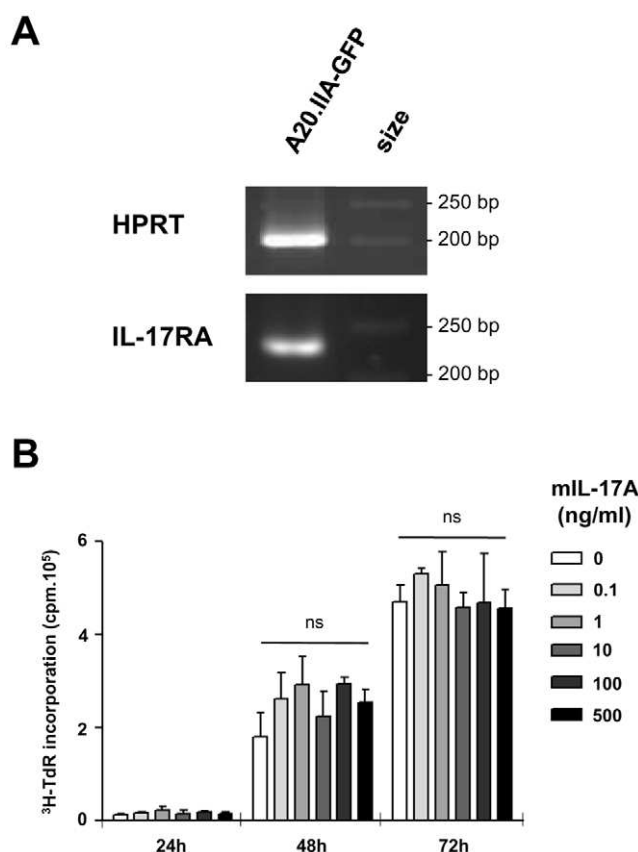 A
A20.IIA-GFP
size
HPRT
250 bp
200 bp
IL-17RA
250 bp
200 bp
B
mIL-17A
(ng/ml)
0
0.1
1
10
100
500
³H-TdR incorporation (cpm.10⁵)
6
4
2
0
ns
ns
24h
48h
72h